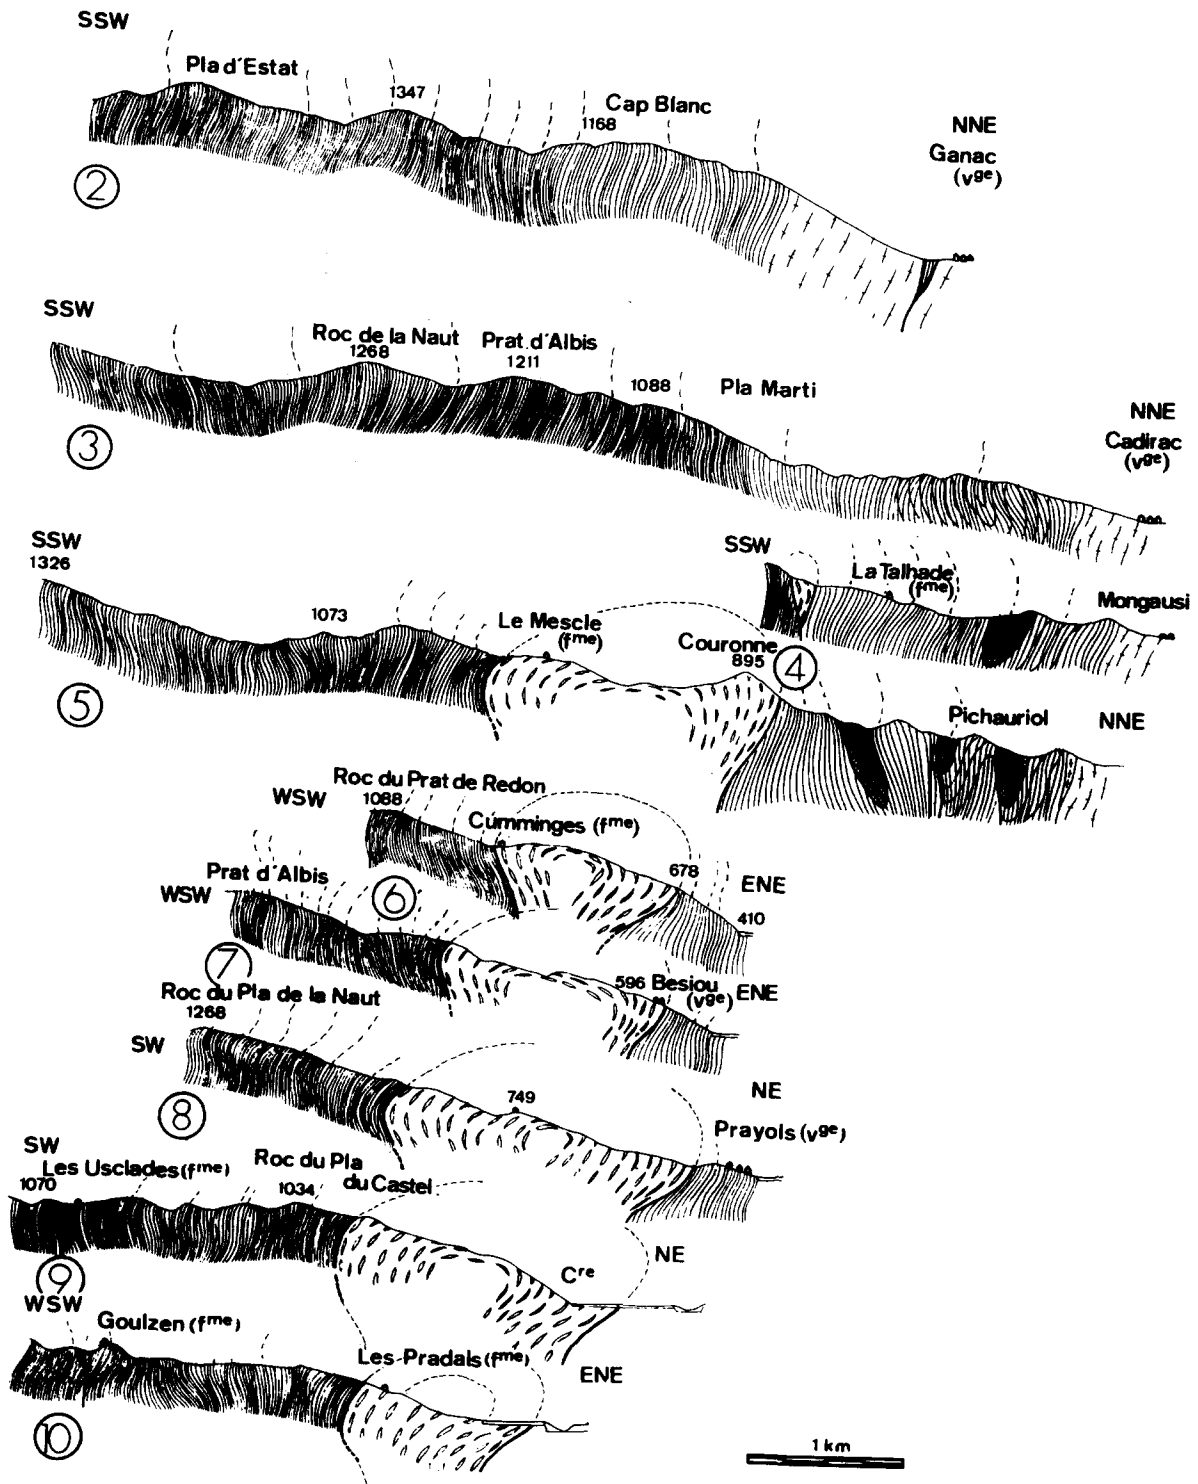 SSW
Pla d'Estat
1347
Cap Blanc
1168
NNE
Ganac
(vge)
2
SSW
Roc de la Naut
1268
Prat d'Albis
1211
1088
Pla Marti
NNE
Cadirac
(vge)
3
SSW
1326
1073
Le Mescle
(fme)
Couronne
895
5
Pichauriol
NNE
SSW
La Talhade
(fme)
Mongausi
4
Roc du Prat de Redon
WSW
1088
Cumminges (fme)
678
ENE
410
6
Prat d'Albis
WSW
596 Besiou
(vge)
ENE
7
Roc du Pla de la Naut
1268
SW
749
NE
Prayols (vge)
8
SW
Les Usclades (fme)
1070
Roc du Pla
du Castel
1034
NE
Cre
9
WSW
Goulzen (fme)
Les Pradals (fme)
ENE
10
1 km